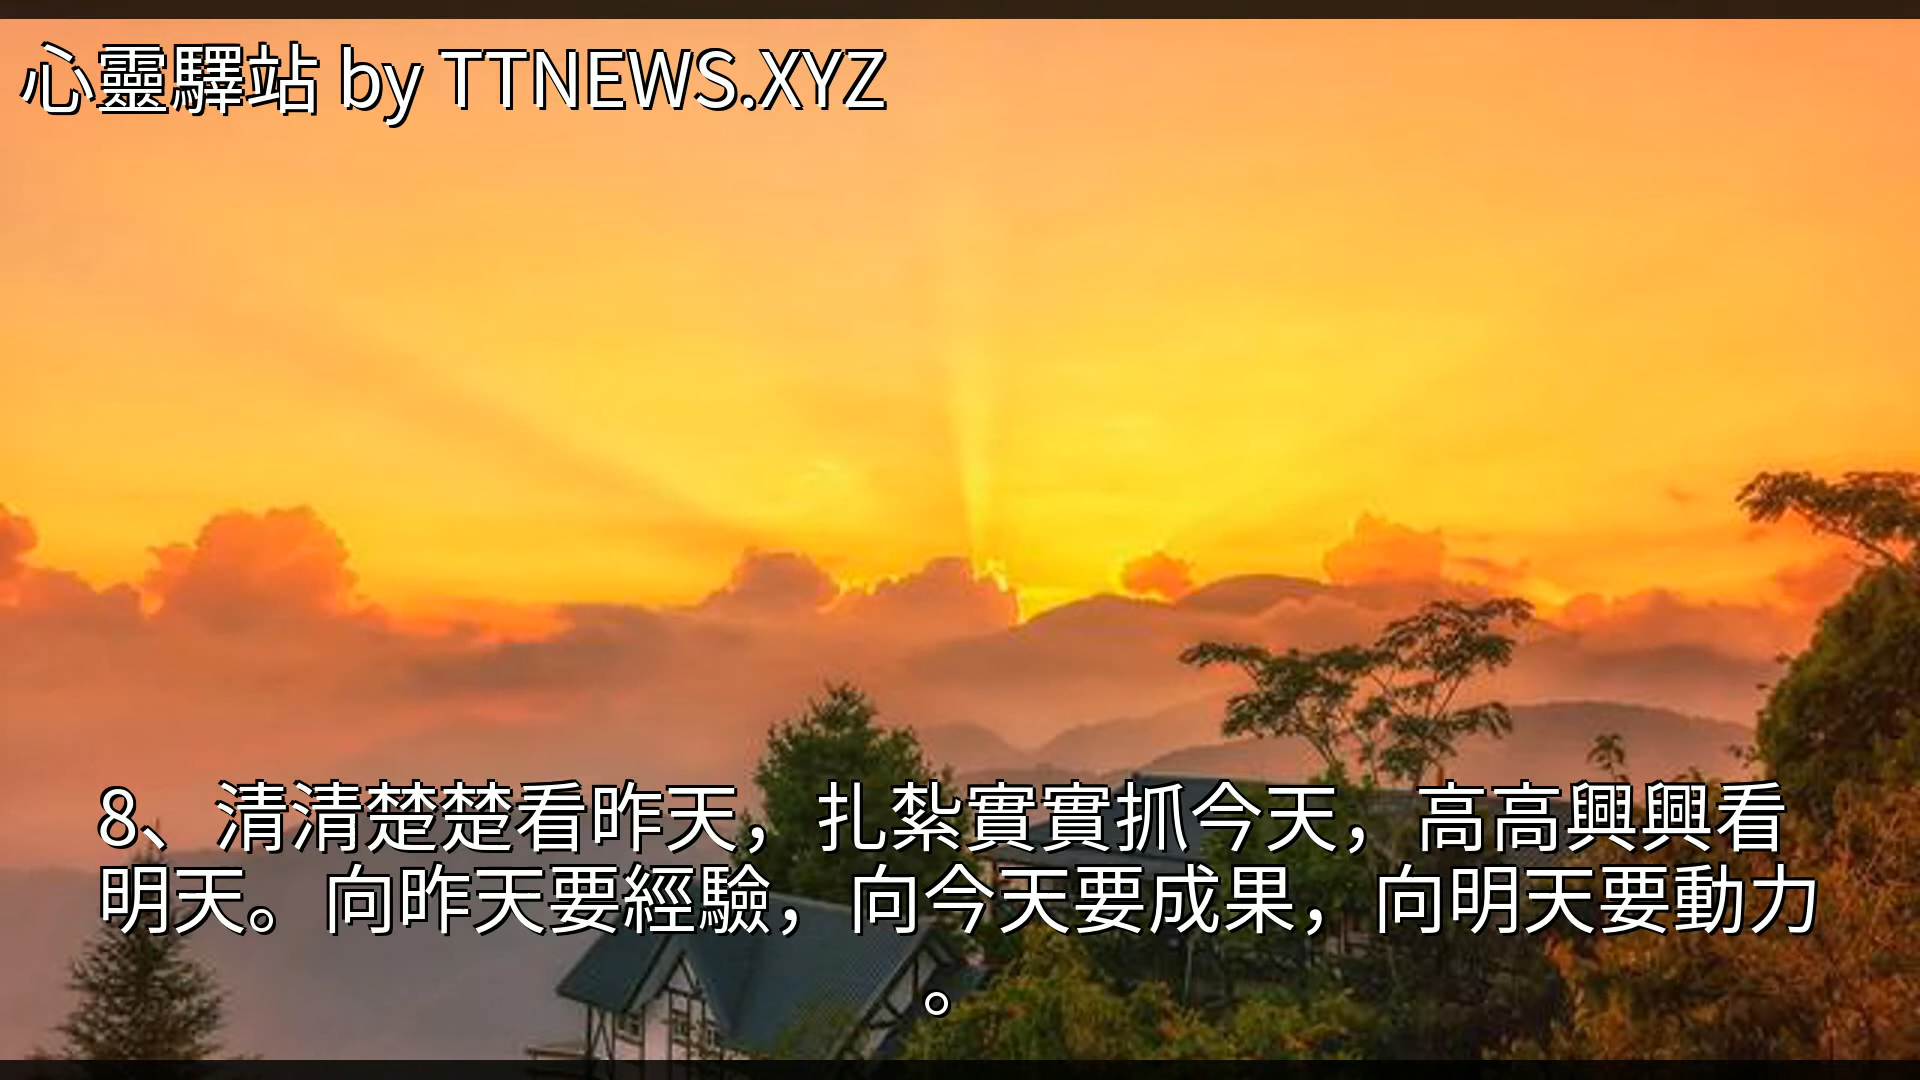 心靈驛站 by TTNEWS.XYZ
8、清清楚楚看昨天，扎紮實實抓今天，高高興興看
明天。向昨天要經驗，向今天要成果，向明天要動力
。